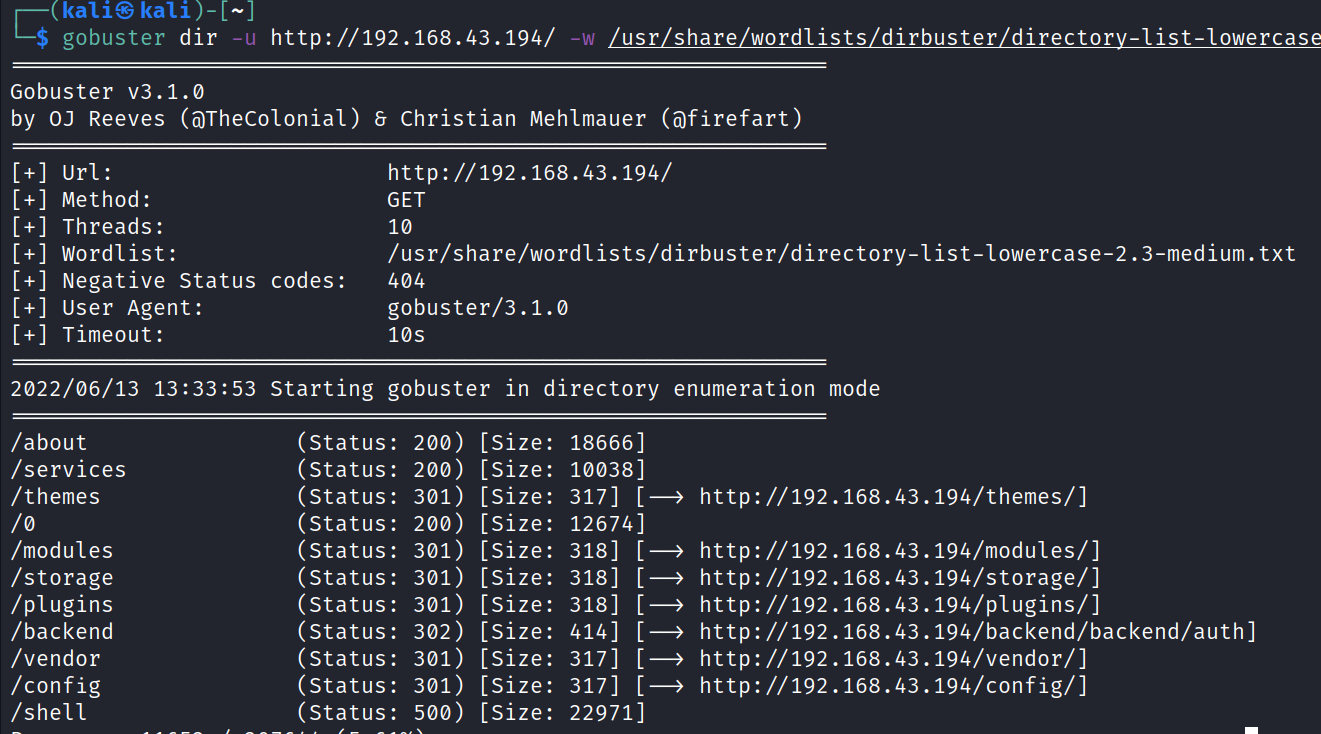 ┌──(kali㉿kali)-[~]
└─$ gobuster dir -u http://192.168.43.194/ -w /usr/share/wordlists/dirbuster/directory-list-lowercase
===============================================================
Gobuster v3.1.0
by OJ Reeves (@TheColonial) & Christian Mehlmauer (@firefart)
===============================================================
[+] Url:                     http://192.168.43.194/
[+] Method:                  GET
[+] Threads:                 10
[+] Wordlist:                /usr/share/wordlists/dirbuster/directory-list-lowercase-2.3-medium.txt
[+] Negative Status codes:   404
[+] User Agent:              gobuster/3.1.0
[+] Timeout:                 10s
===============================================================
2022/06/13 13:33:53 Starting gobuster in directory enumeration mode
===============================================================
/about                (Status: 200) [Size: 18666]
/services             (Status: 200) [Size: 10038]
/themes               (Status: 301) [Size: 317] [--> http://192.168.43.194/themes/]
/0                    (Status: 200) [Size: 12674]
/modules              (Status: 301) [Size: 318] [--> http://192.168.43.194/modules/]
/storage              (Status: 301) [Size: 318] [--> http://192.168.43.194/storage/]
/plugins              (Status: 301) [Size: 318] [--> http://192.168.43.194/plugins/]
/backend              (Status: 302) [Size: 414] [--> http://192.168.43.194/backend/backend/auth]
/vendor               (Status: 301) [Size: 317] [--> http://192.168.43.194/vendor/]
/config               (Status: 301) [Size: 317] [--> http://192.168.43.194/config/]
/shell                (Status: 500) [Size: 22971]